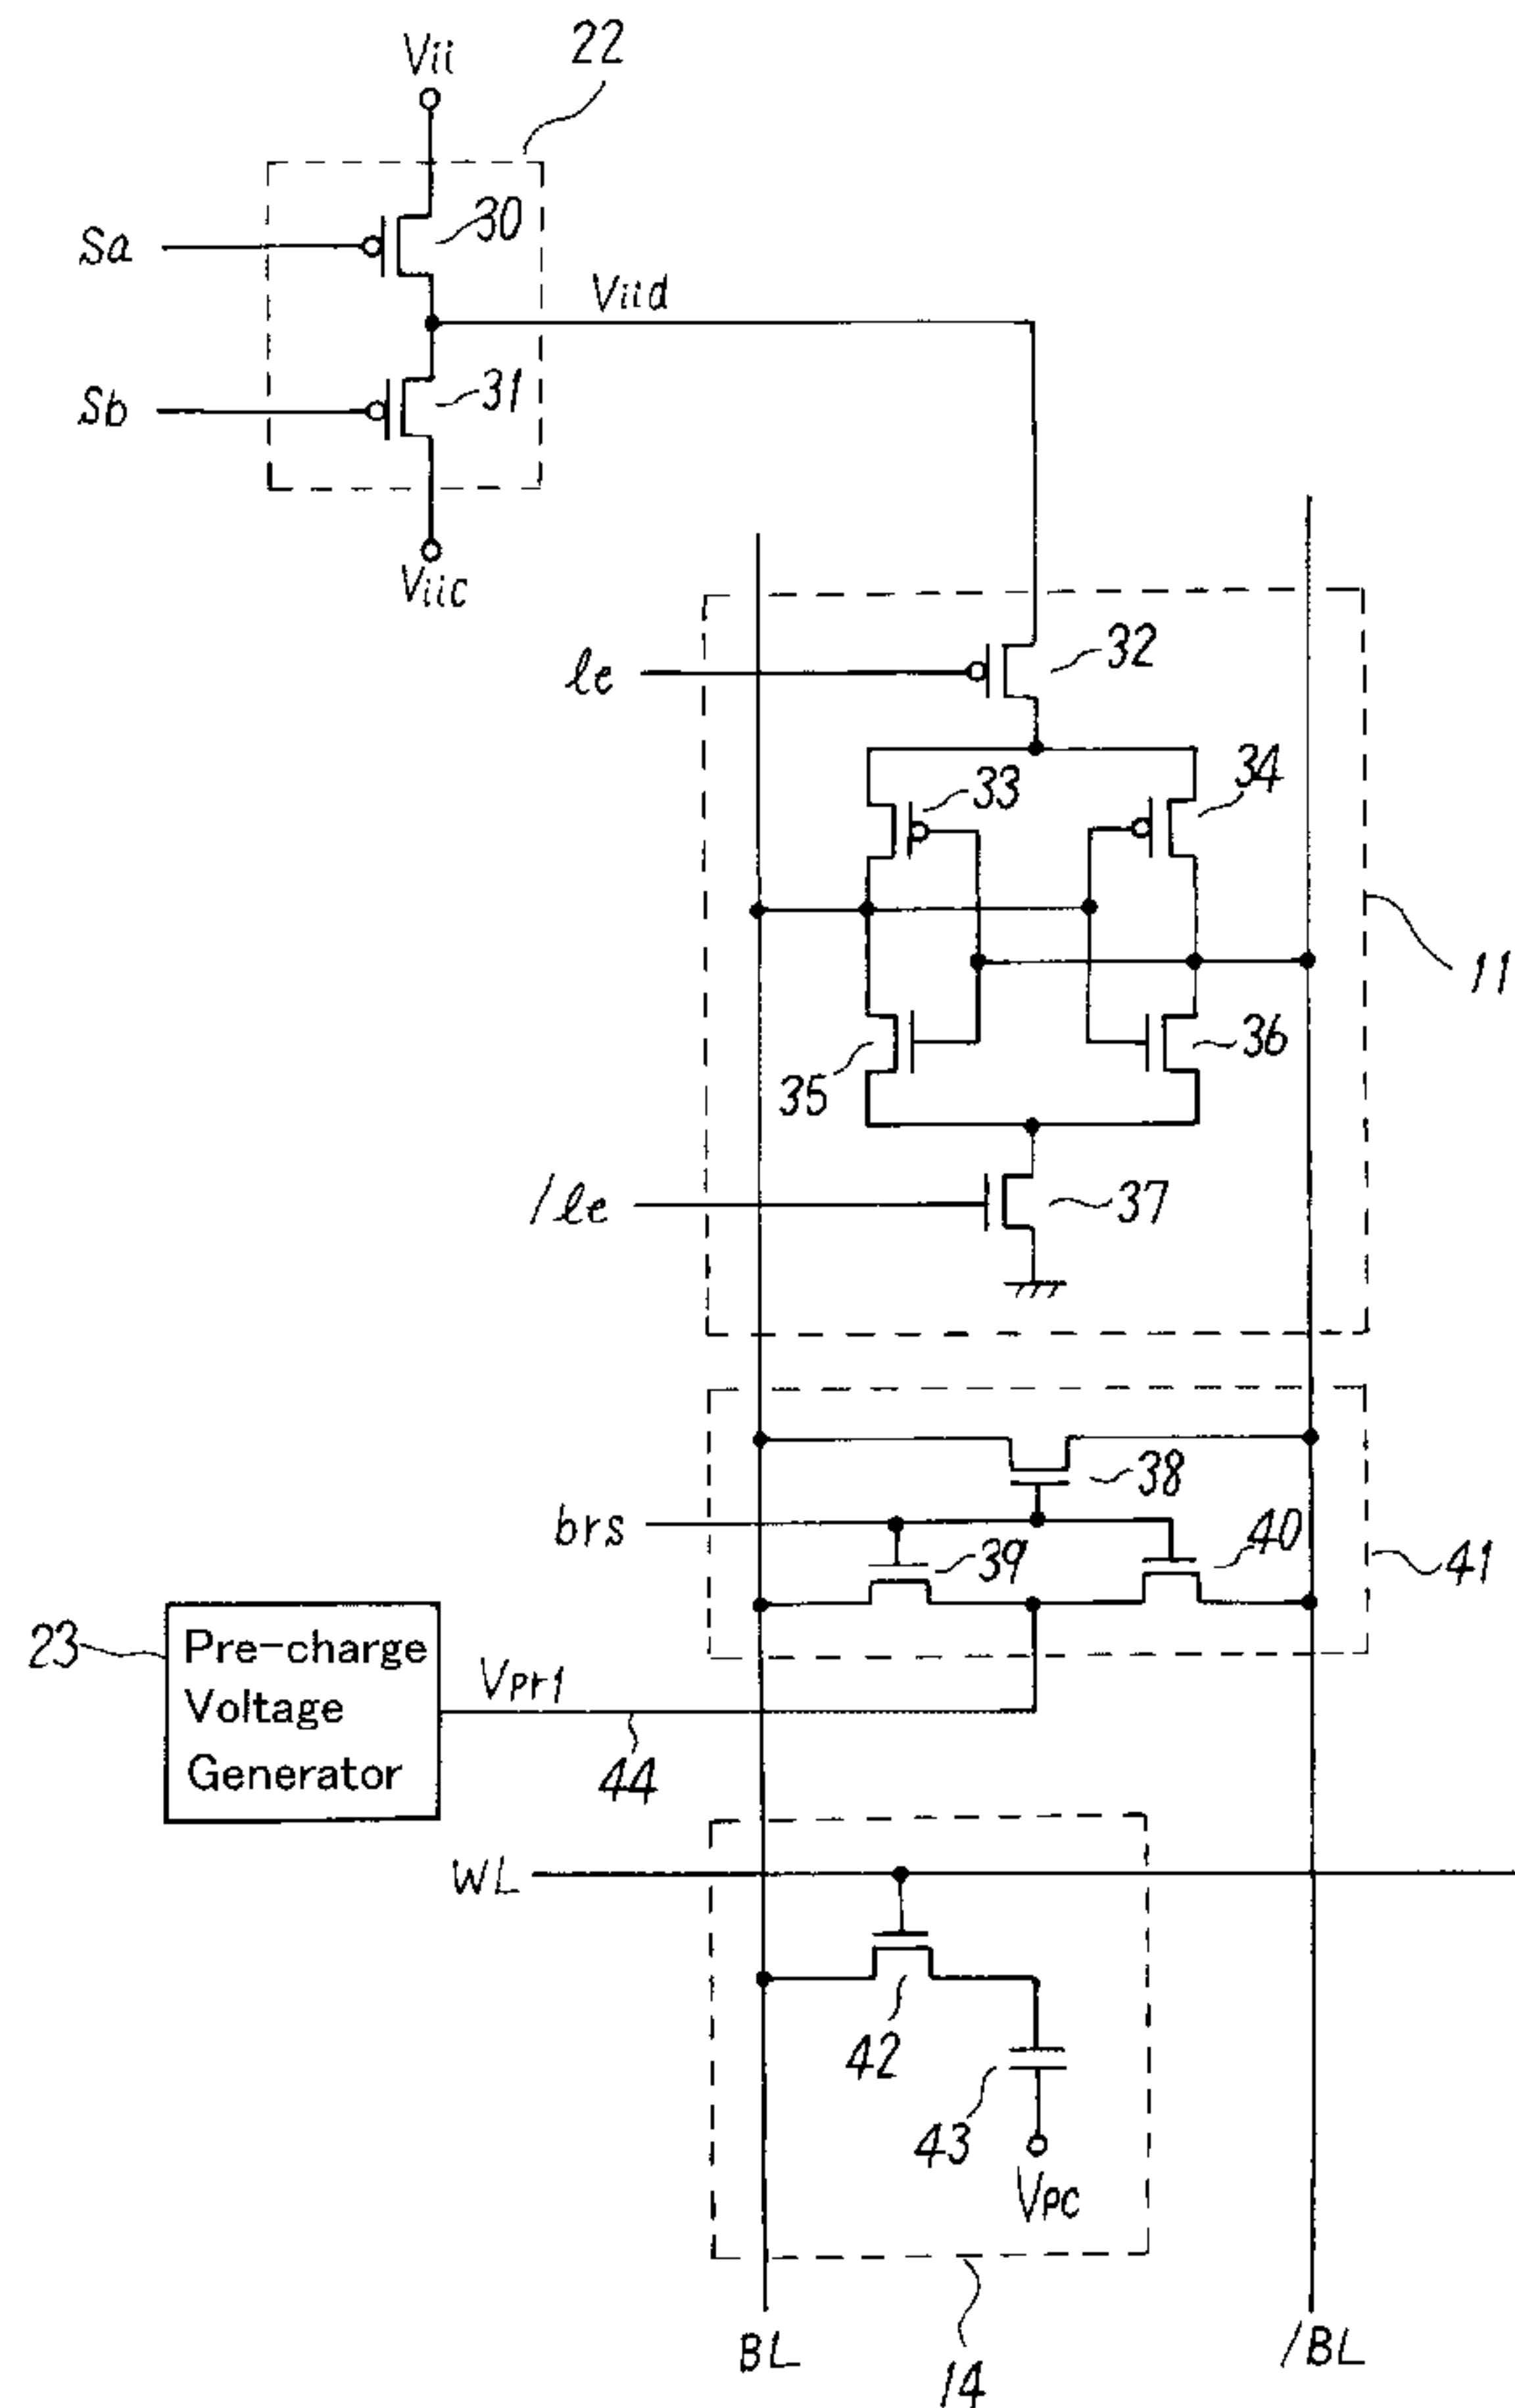 Vii
22
Sa
30
Viid
Sb
31
Viic
le
32
33
34
11
35
36
/le
37
38
brs
39
40
41
23
Pre-charge
Voltage
Generator
Vpr1
44
WL
42
43
Vpc
BL
/BL
14